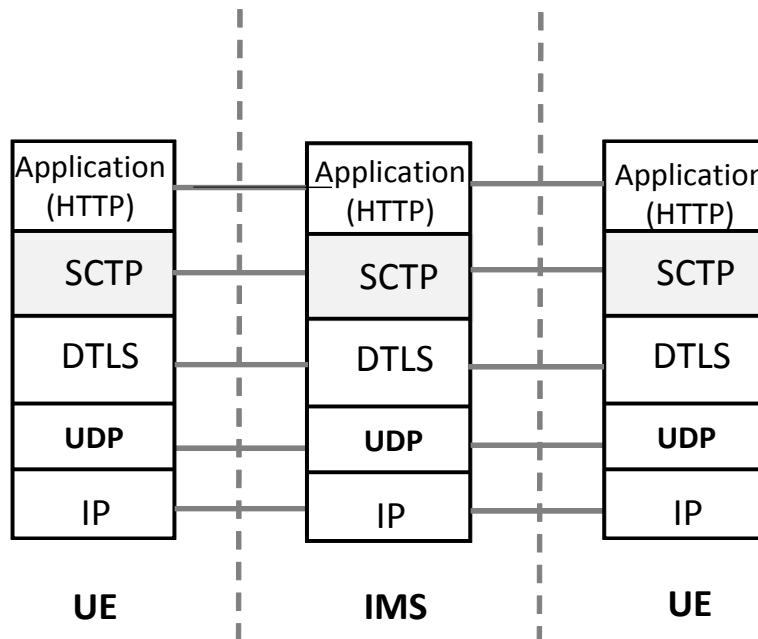 Application
(HTTP)
SCTP
DTLS
UDP
IP
UE
Application
(HTTP)
SCTP
DTLS
UDP
IP
IMS
Application
(HTTP)
SCTP
DTLS
UDP
IP
UE